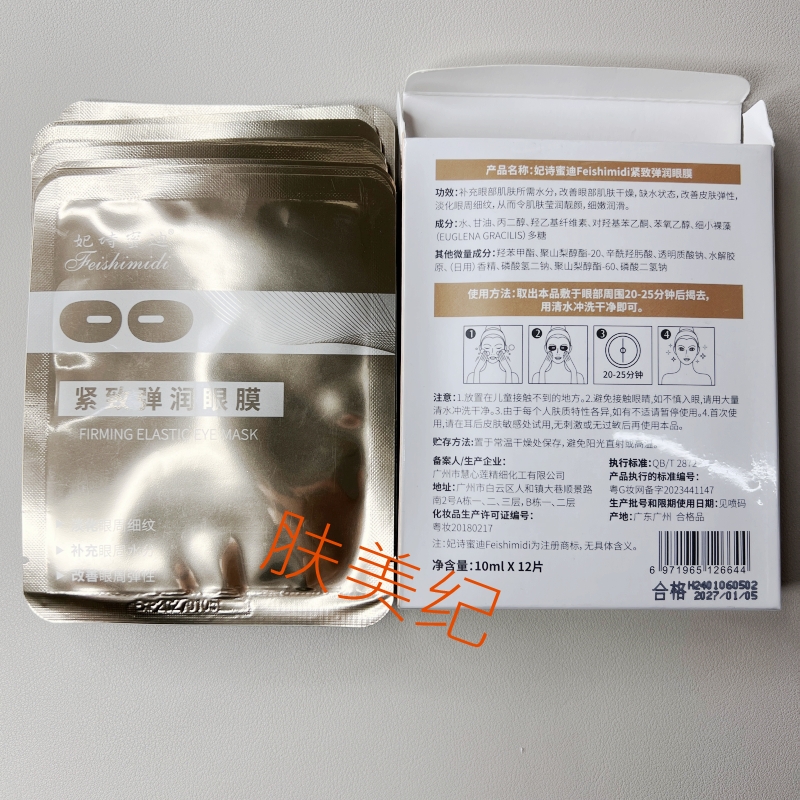 妃诗蜜迪®
Feishimidi
紧致弹润眼膜
FIRMING ELASTIC EYE MASK
眼周细纹
▶ 补充眼周水分
▶ 改善眼周弹性
20270105
肤美纪
产品名称:妃诗蜜迪Feishimidi紧致弹润眼膜
功效:补充眼部肌肤所需水分,改善眼部肌肤干燥,缺水状态,改善皮肤弹性,
淡化眼周细纹,从而令肌肤莹润靓颜,细嫩润滑。
成分:水、甘油、丙二醇、羟乙基纤维素、对羟基苯乙酮、苯氧乙醇、细小裸藻
(EUGLENA GRACILIS)多糖
其他微量成分:羟苯甲酯、聚山梨醇酯-20、辛酰羟肟酸、透明质酸钠、水解胶
原、(日用)香精、磷酸氢二钠、聚山梨醇酯-60、磷酸二氢钠
使用方法:取出本品敷于眼部周围20-25分钟后揭去,
用清水冲洗干净即可。
1 2 3 4
20-25分钟
注意:1.放置在儿童接触不到的地方。2.避免接触眼睛,如不慎入眼,请用大量
清水冲洗干净。3.由于每个人肤质特性各异,如有不适请暂停使用。4.首次使
用,请在耳后皮肤敏感处试用,无刺激或无过敏后再使用本品。
贮存方法:置于常温干燥处保存,避免阳光直射或高温。
备案人/生产企业:
广州市慧心莲精细化工有限公司
地址:广州市白云区人和镇大巷顺景路
南2号A栋一、二、三层,B栋一、二层
化妆品生产许可证编号:
粤妆20180217
执行标准:QB/T 2872
产品执行的标准编号:
粤G妆网备字2023441147
生产批号和限期使用日期:见喷码
产地:广东广州 合格品
注:妃诗蜜迪Feishimidi为注册商标,无具体含义。
净含量:10ml X 12片
6 971965 126644
合格 H2401060502
2027/01/05